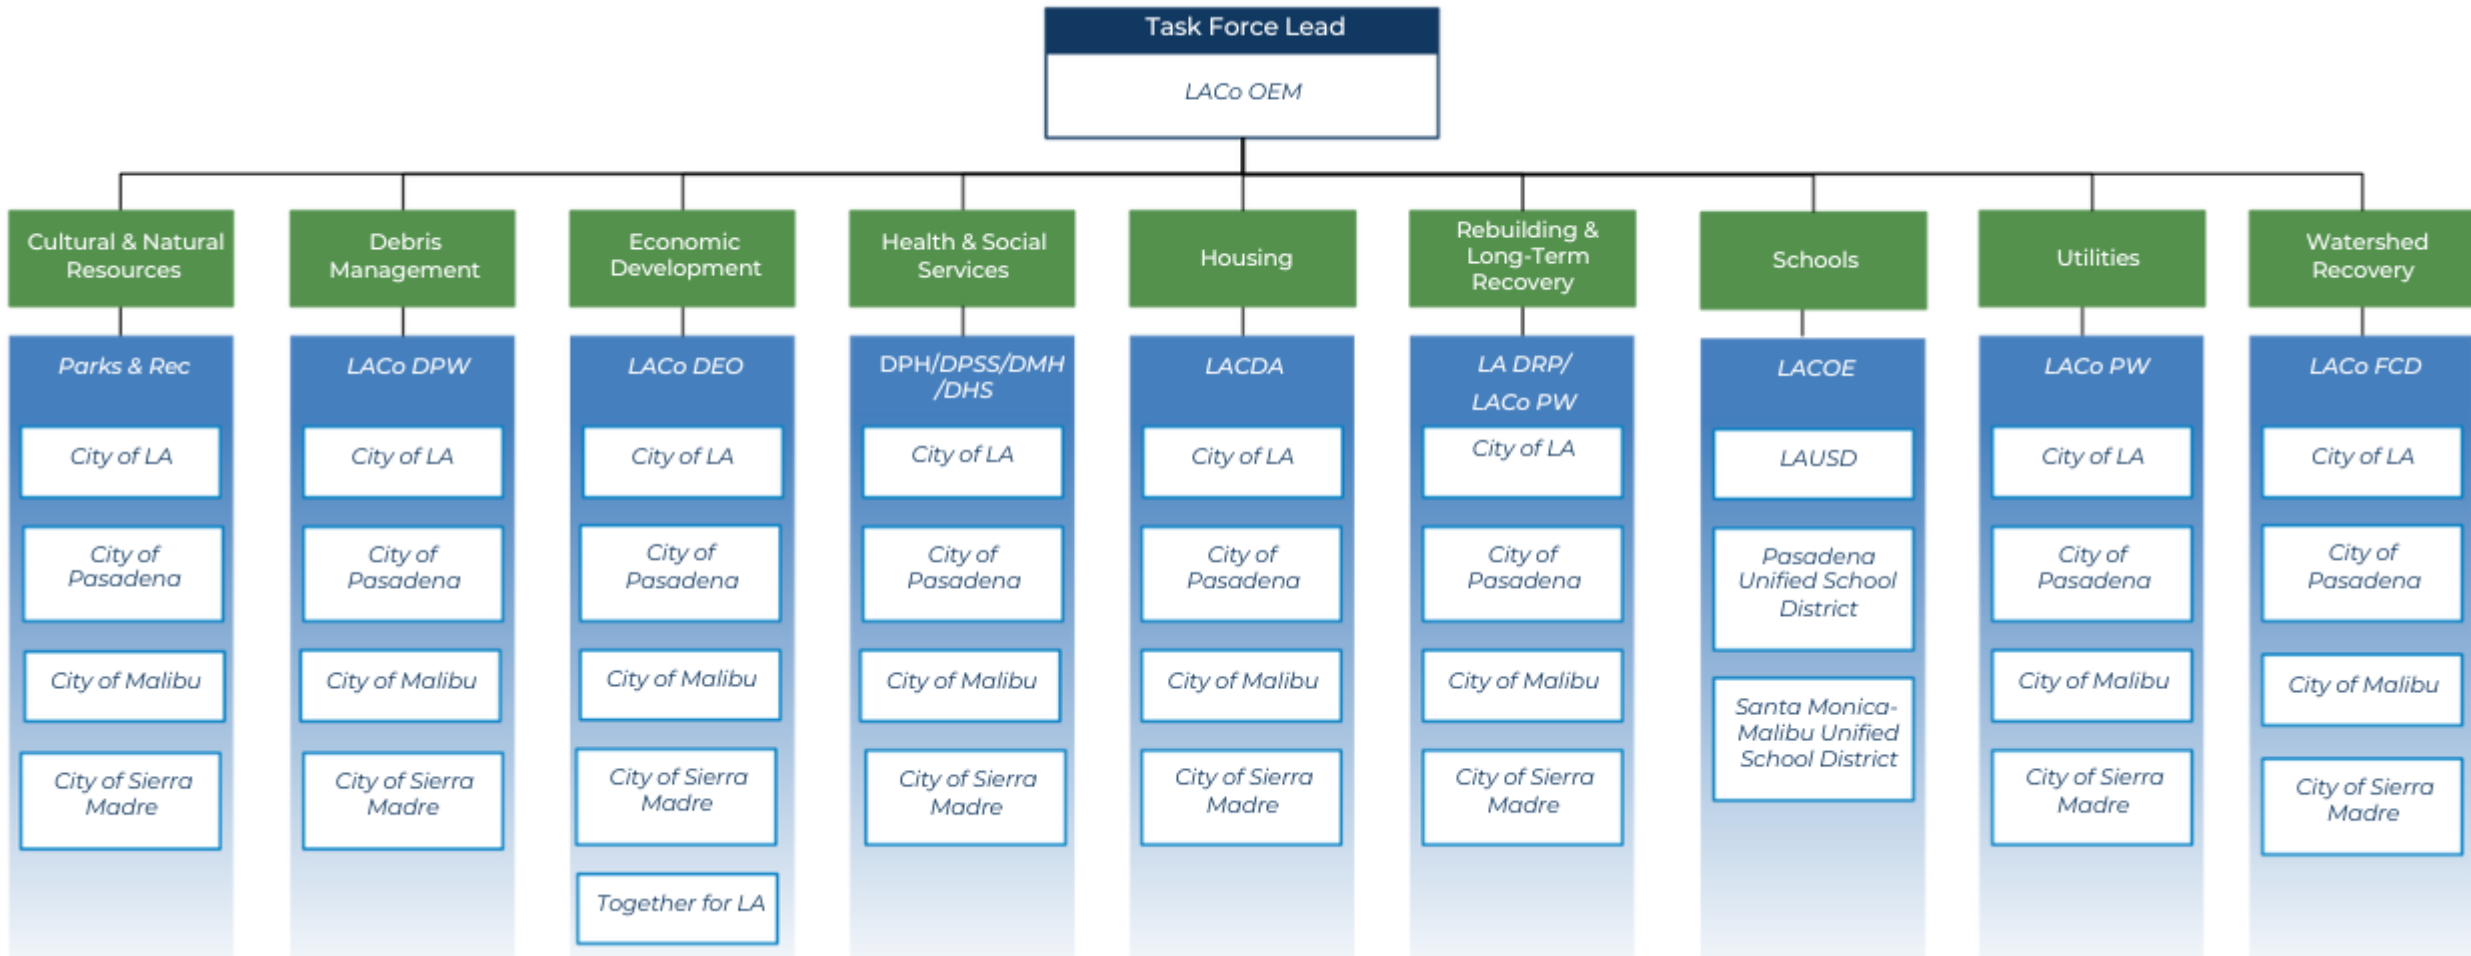 Task Force Lead
LACo OEM
Cultural & Natural
Resources
Parks & Rec
City of LA
City of
Pasadena
City of Malibu
City of Sierra
Madre
Debris
Management
LACo DPW
City of LA
City of
Pasadena
City of Malibu
City of Sierra
Madre
Economic
Development
LACo DEO
City of LA
City of
Pasadena
City of Malibu
City of Sierra
Madre
Together for LA
Health & Social
Services
DPH/DPSS/DMH
/DHS
City of LA
City of
Pasadena
City of Malibu
City of Sierra
Madre
Housing
LACDA
City of LA
City of
Pasadena
City of Malibu
City of Sierra
Madre
Rebuilding &
Long-Term
Recovery
LA DRP/
LACo PW
City of LA
City of
Pasadena
City of Malibu
City of Sierra
Madre
Schools
LACOE
LAUSD
Pasadena
Unified School
District
Santa Monica-
Malibu Unified
School District
Utilities
LACo PW
City of LA
City of
Pasadena
City of Malibu
City of Sierra
Madre
Watershed
Recovery
LACo FCD
City of LA
City of
Pasadena
City of Malibu
City of Sierra
Madre